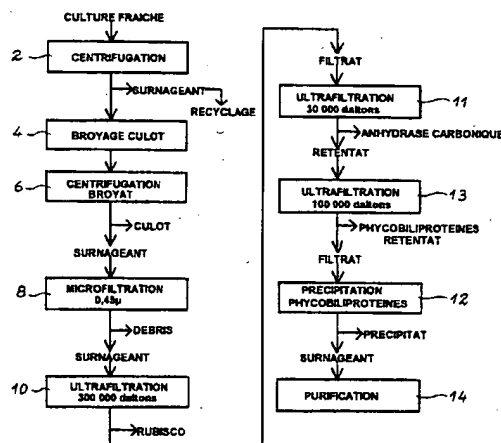 CULTURE FRAICHE
2
CENTRIFUGATION
SURNAGEANT
RECYCLAGE
4
BROYAGE CULOT
6
CENTRIFUGATION
BROYAT
CULOT
SURNAGEANT
8
MICROFILTRATION
0,45µ
DEBRIS
SURNAGEANT
10
ULTRAFILTRATION
300 000 daltons
RUBISCO
FILTRAT
ULTRAFILTRATION
30 000 daltons
11
ANHYDRASE CARBONIQUE
RETENTAT
ULTRAFILTRATION
100 000 daltons
13
PHYCOBILIPROTEINES
RETENTAT
FILTRAT
PRECIPITATION
PHYCOBILIPROTEINES
12
PRECIPITAT
SURNAGEANT
PURIFICATION
14